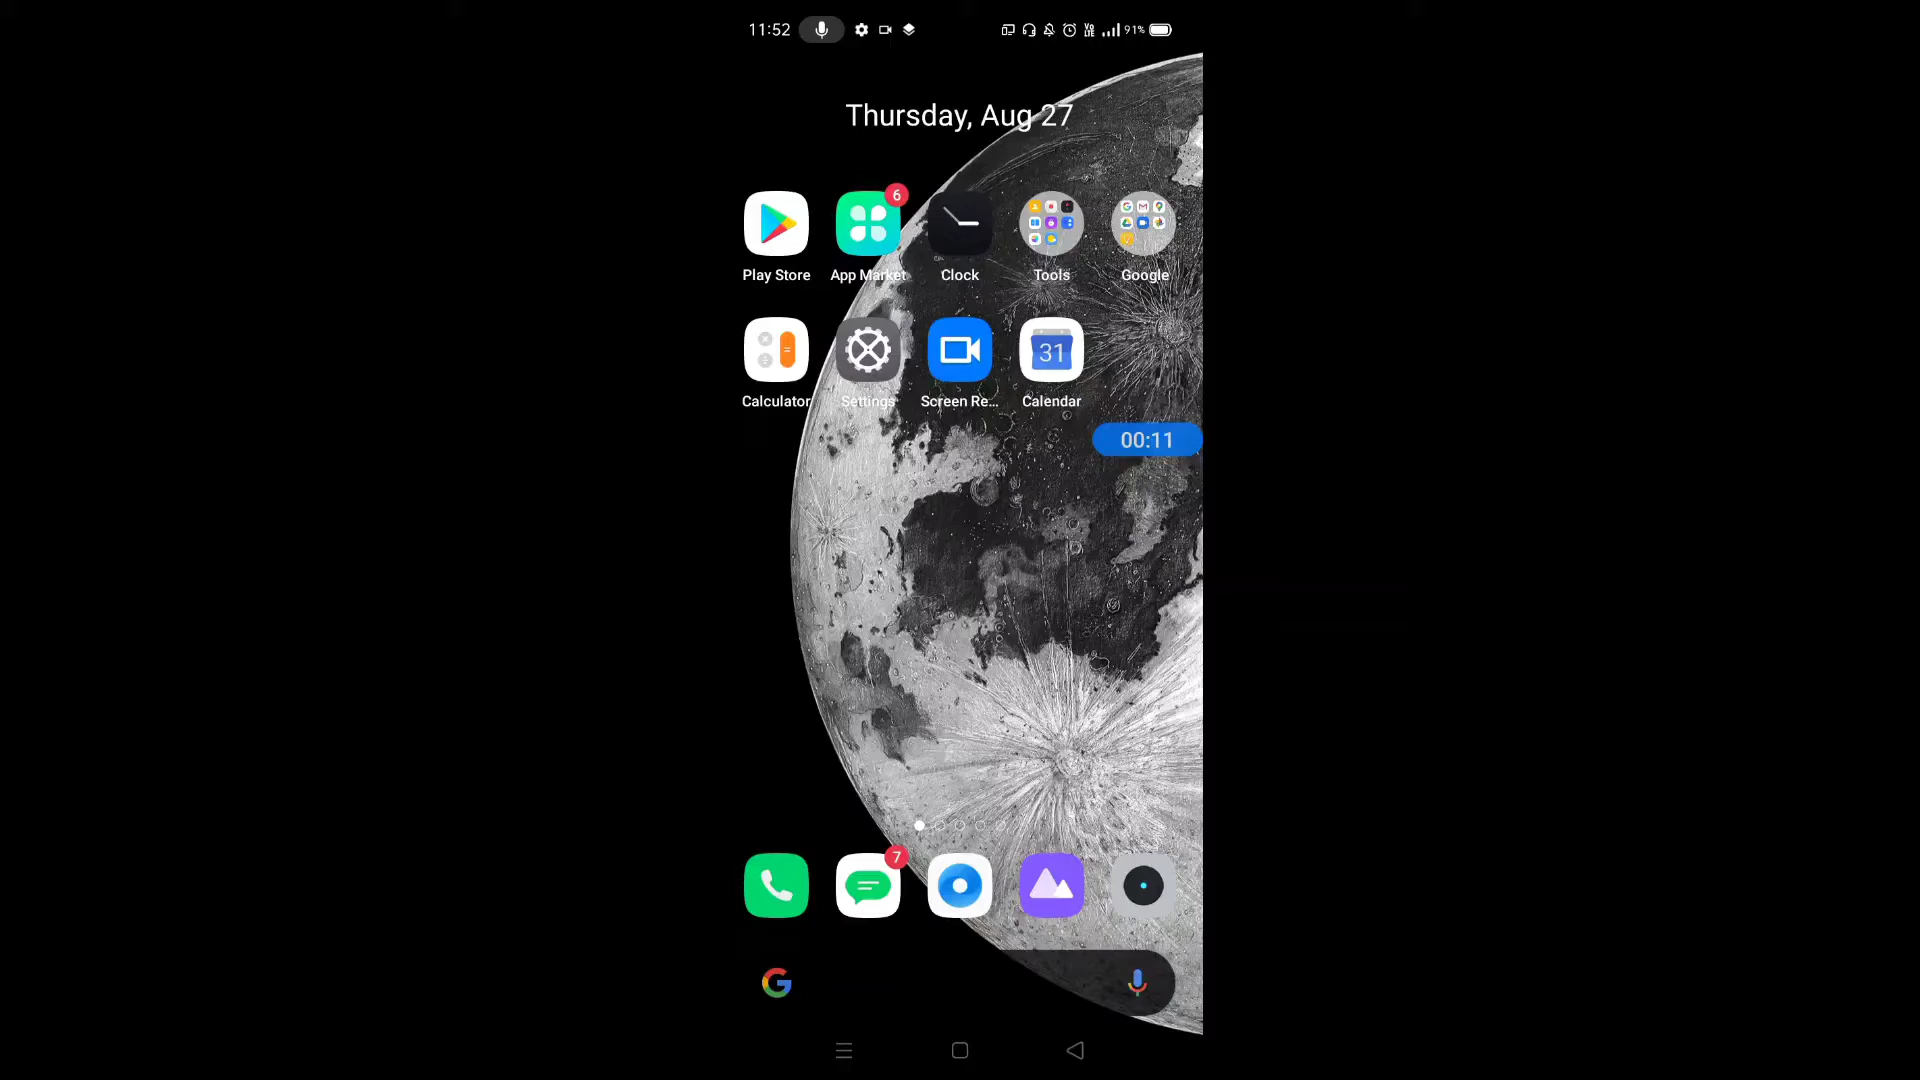 11:52 VoLTE 91%
Thursday, Aug 27
6
Play Store App Market Clock Tools Google
31
Calculator Settings Screen Re... Calendar
00:11
7